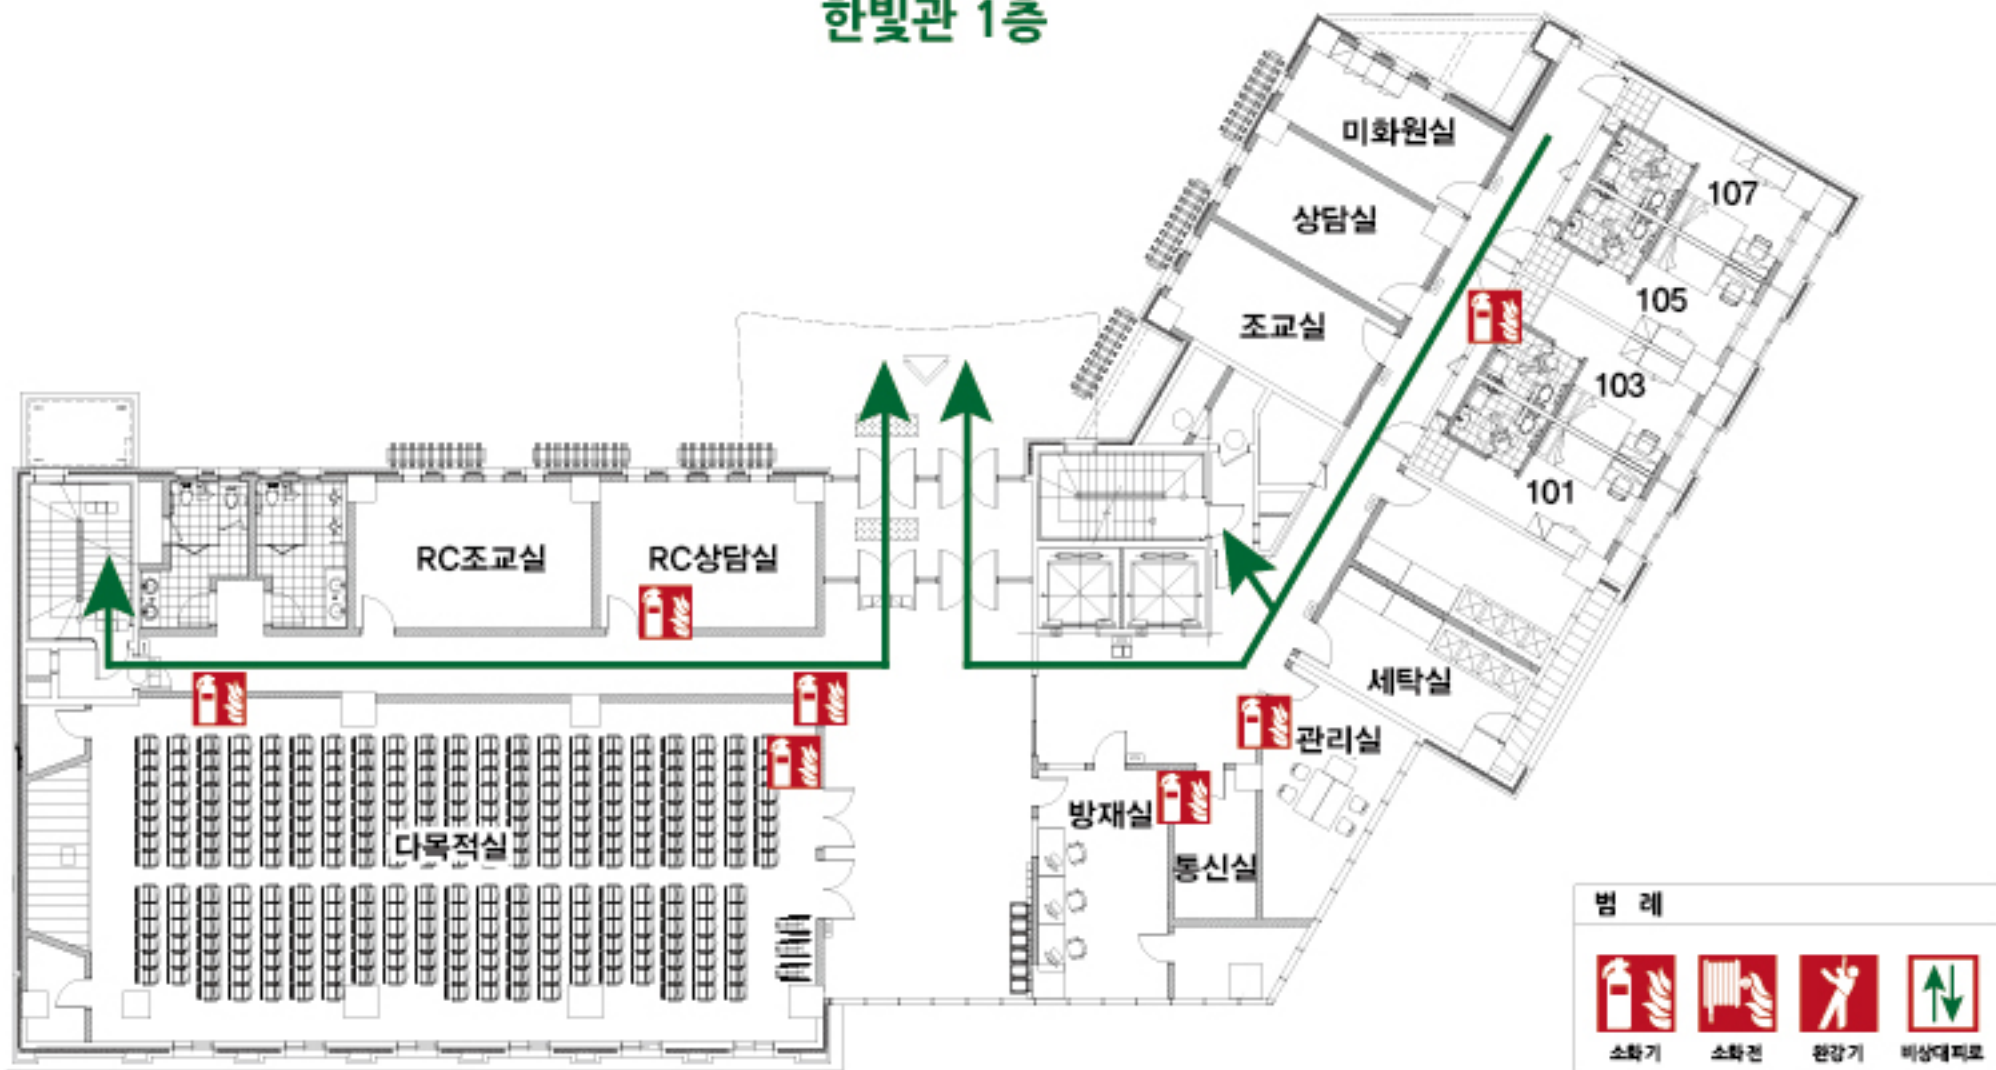 한빛관 1층
미화원실
107
상담실
105
조교실
103
101
RC조교실
RC상담실
세탁실
관리실
방재실
다목적실
통신실
범 례
소화기
소화전
완강기
비상대피로